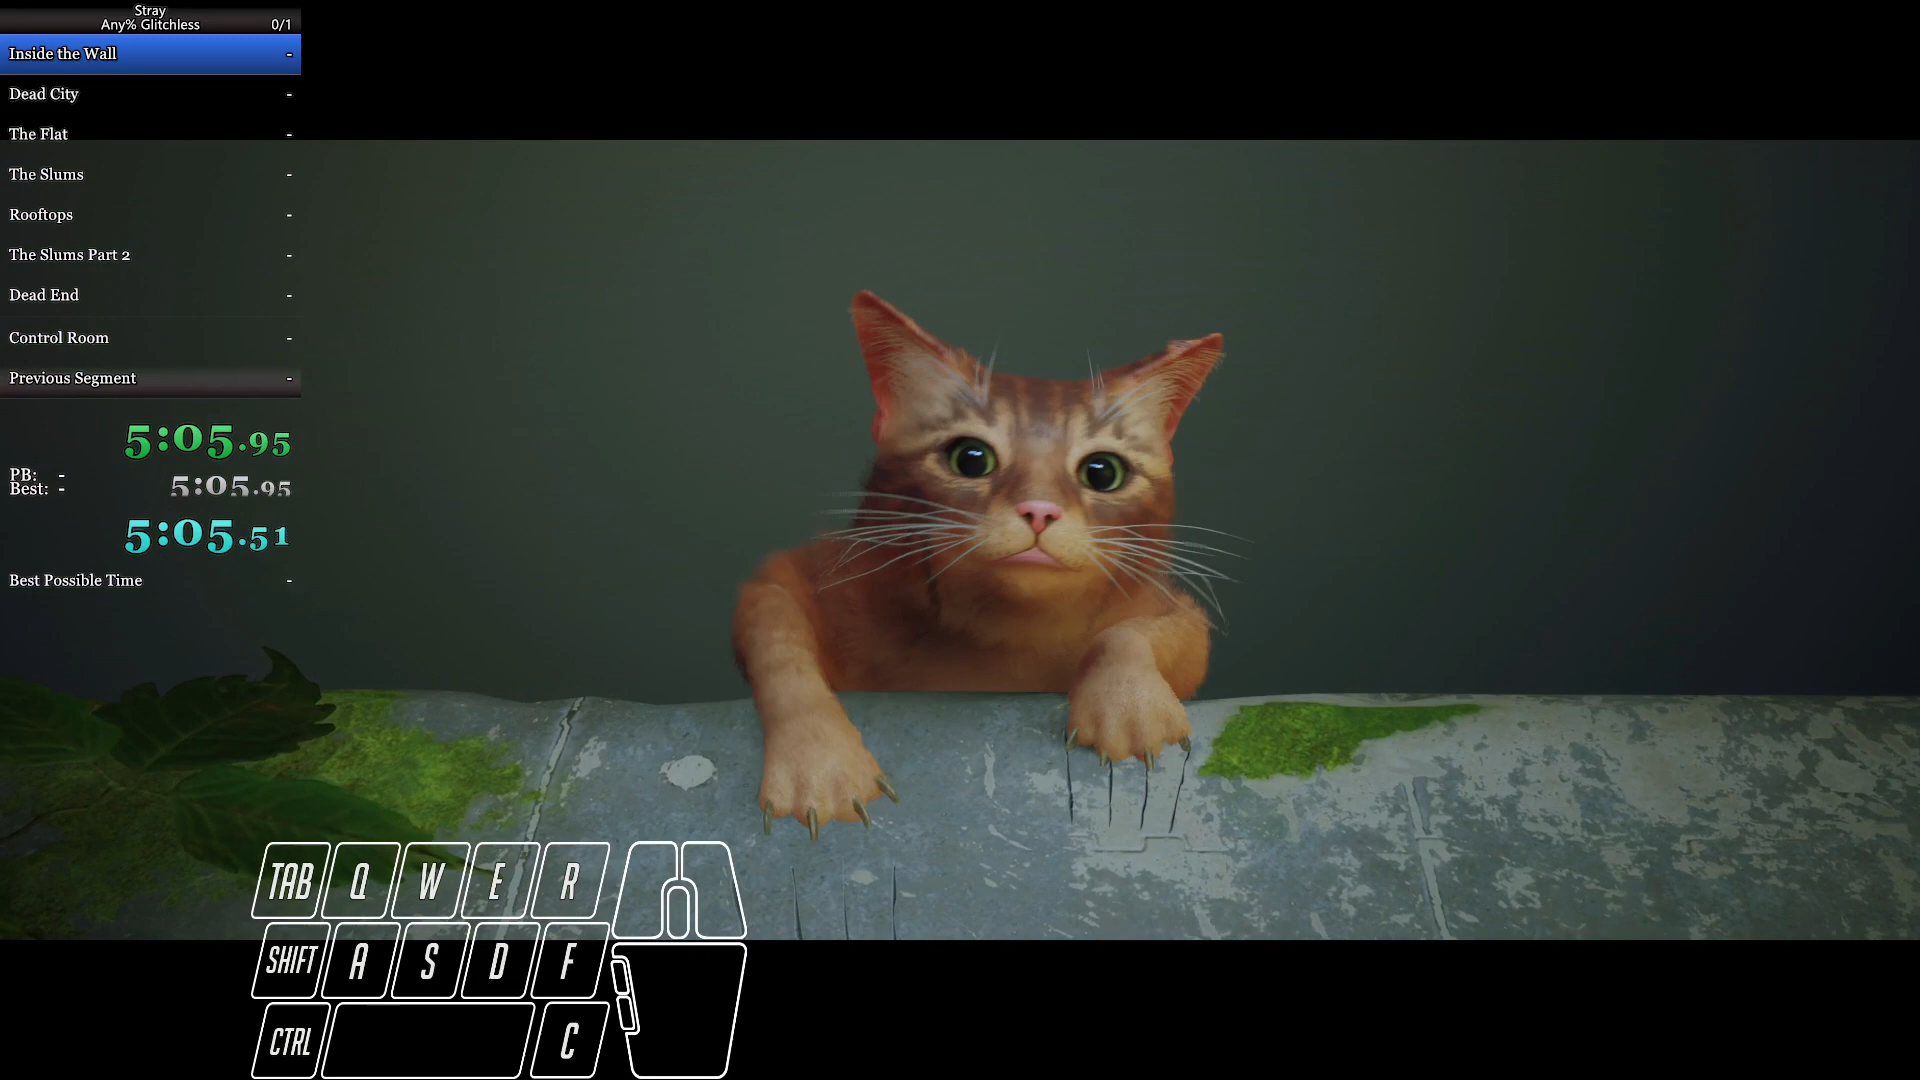 Stray
Any% Glitchless 0/1
Inside the Wall -
Dead City -
The Flat -
The Slums -
Rooftops -
The Slums Part 2 -
Dead End -
Control Room -
Previous Segment -
5:05.95
PB: -
Best: - 5:05.95
5:05.51
Best Possible Time -
TAB Q W E R
SHIFT A S D F
CTRL C